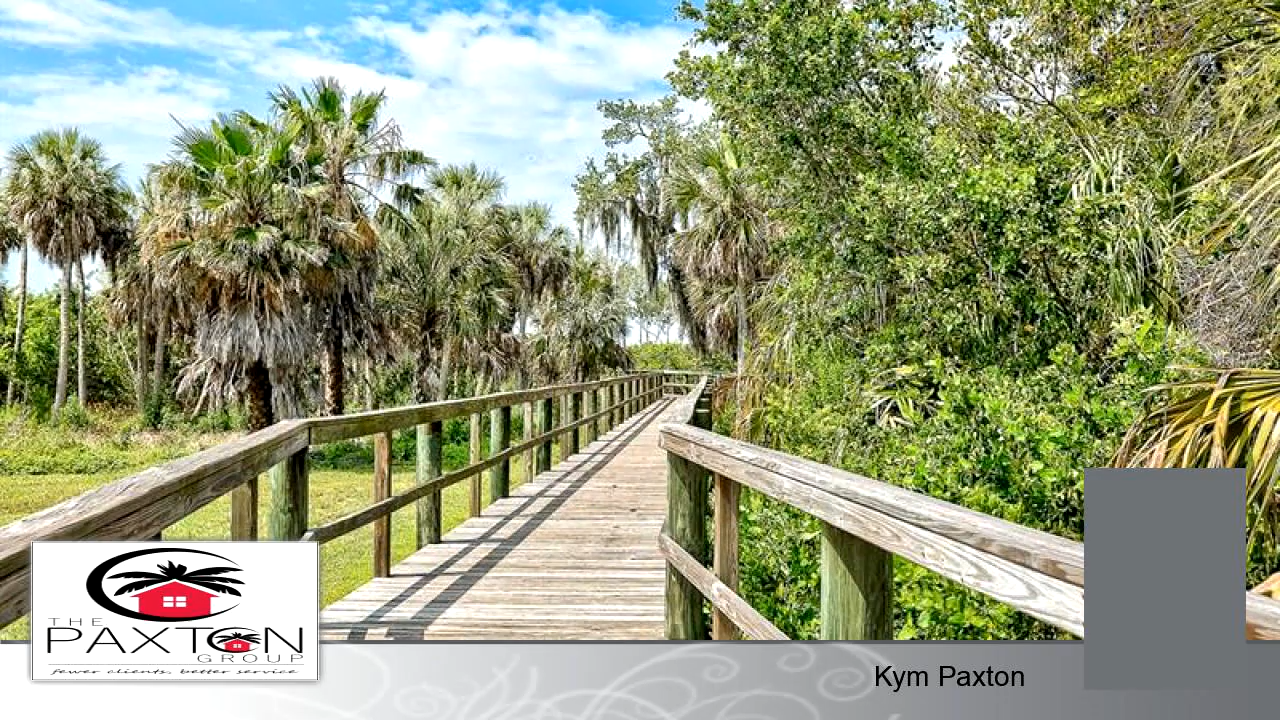 THE
PAXTON
GROUP
fewer clients, better service
Kym Paxton